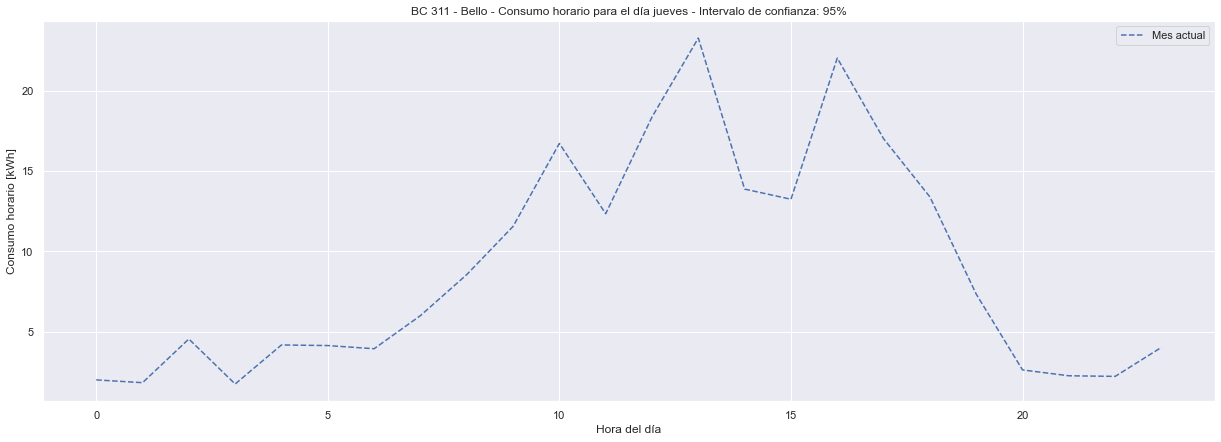 BC 311 - Bello - Consumo horario para el día jueves - Intervalo de confianza: 95%
Mes actual
Consumo horario [kWh]
20
15
10
5
0
5
10
15
20
Hora del día